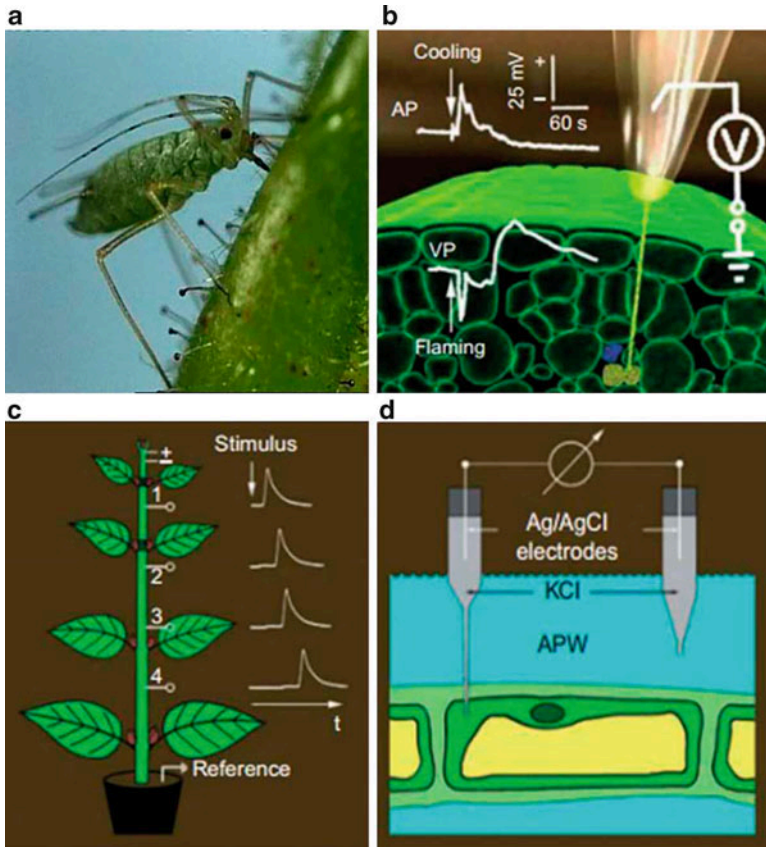 a
b
Cooling
AP
25 mV
+
−
60 s
V
VP
Flaming
c
Stimulus
±
1
2
3
4
t
Reference
d
Ag/AgCl
electrodes
KCl
APW